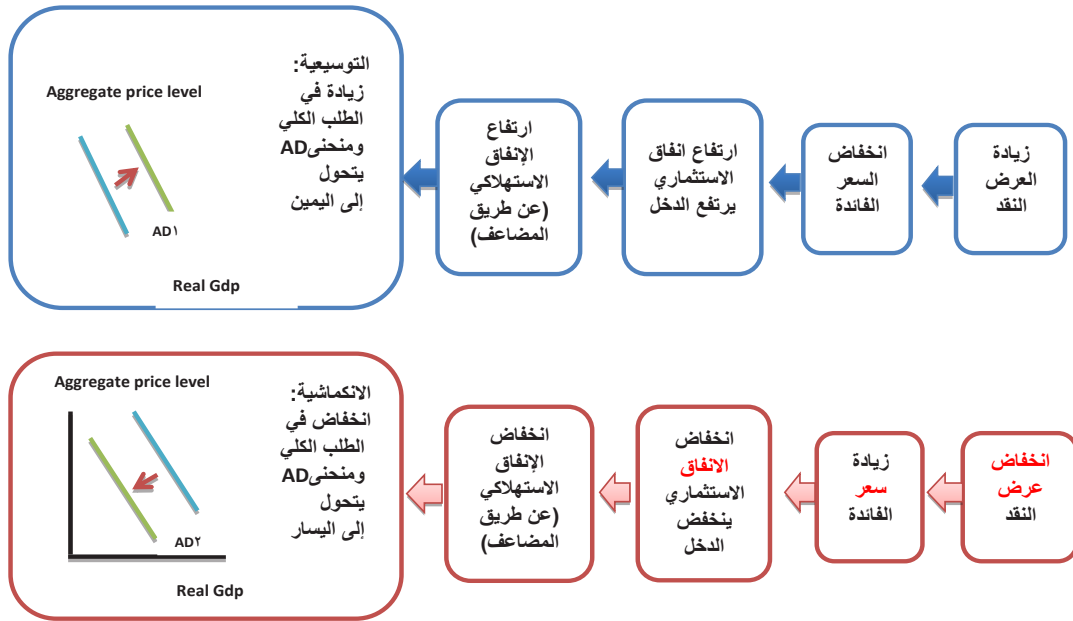 زيادة
العرض
النقد
انخفاض
السعر
الفائدة
ارتفاع انفاق
الاستثماري
يرتفع الدخل
ارتفاع
الإنفاق
الاستهلاكي
(عن طريق
المضاعف)
التوسيعية:
زيادة في
الطلب الكلي
ومنحنىAD
يتحول
إلى اليمين
Aggregate price level
AD١
Real Gdp
انخفاض
عرض
النقد
زيادة
سعر
الفائدة
انخفاض
الانفاق
الاستثماري
ينخفض
الدخل
انخفاض
الإنفاق
الاستهلاكي
(عن طريق
المضاعف)
الانكماشية:
انخفاض في
الطلب الكلي
ومنحنىAD
يتحول
إلى اليسار
Aggregate price level
AD٢
Real Gdp